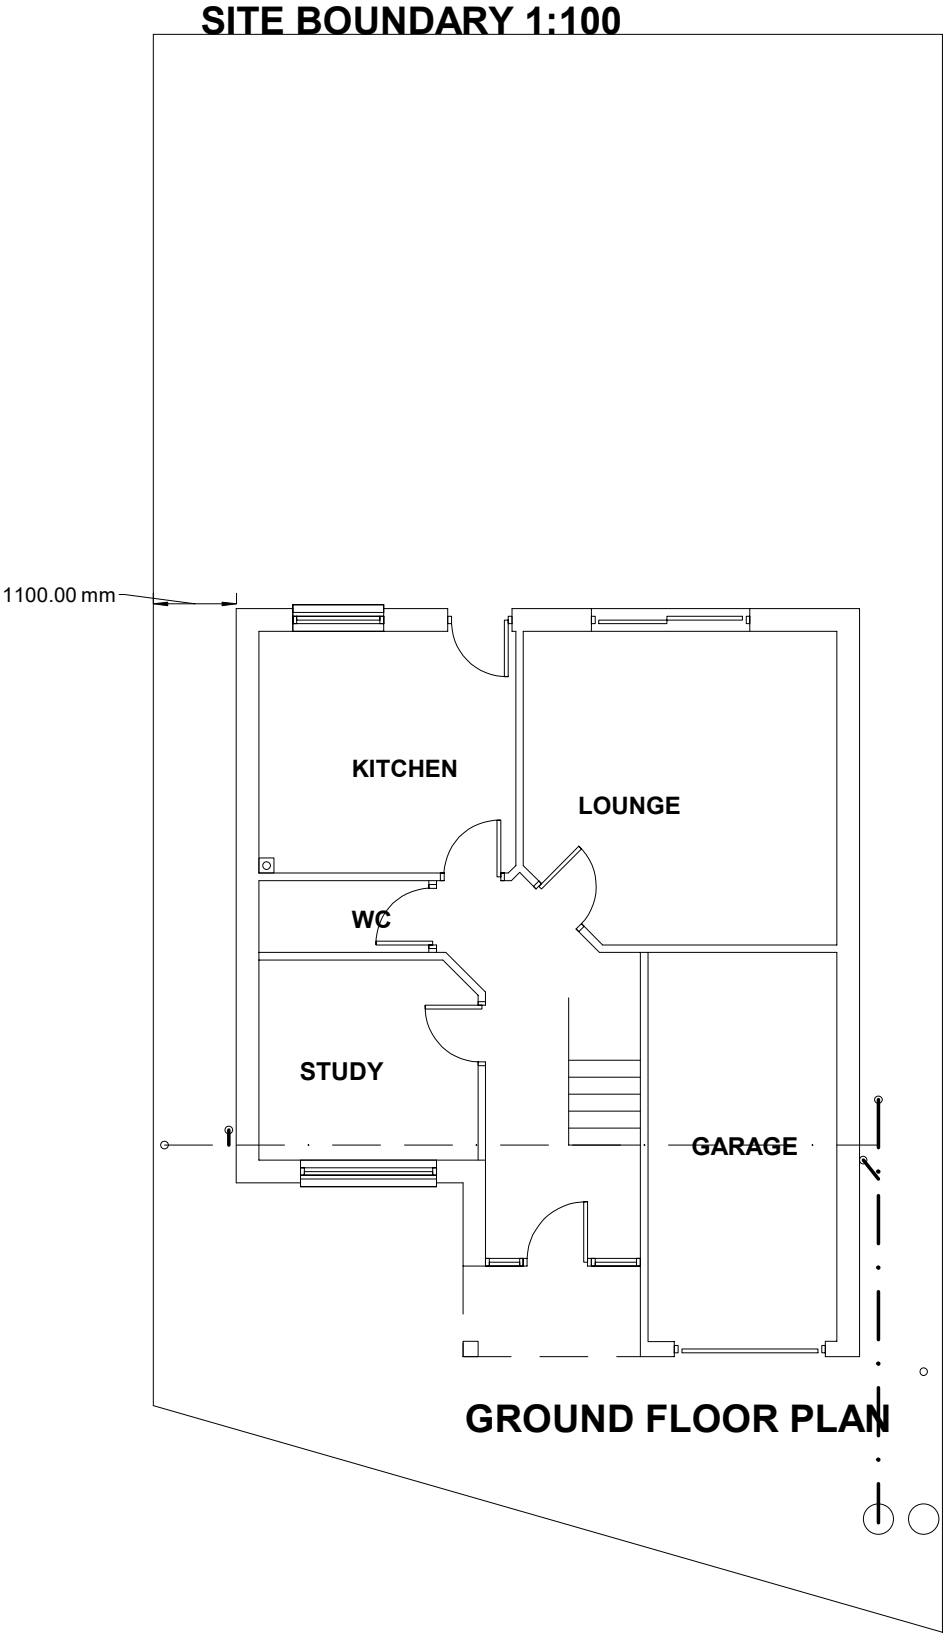 SITE BOUNDARY 1:100
1100.00 mm
KITCHEN
LOUNGE
WC
STUDY
GARAGE
GROUND FLOOR PLAN